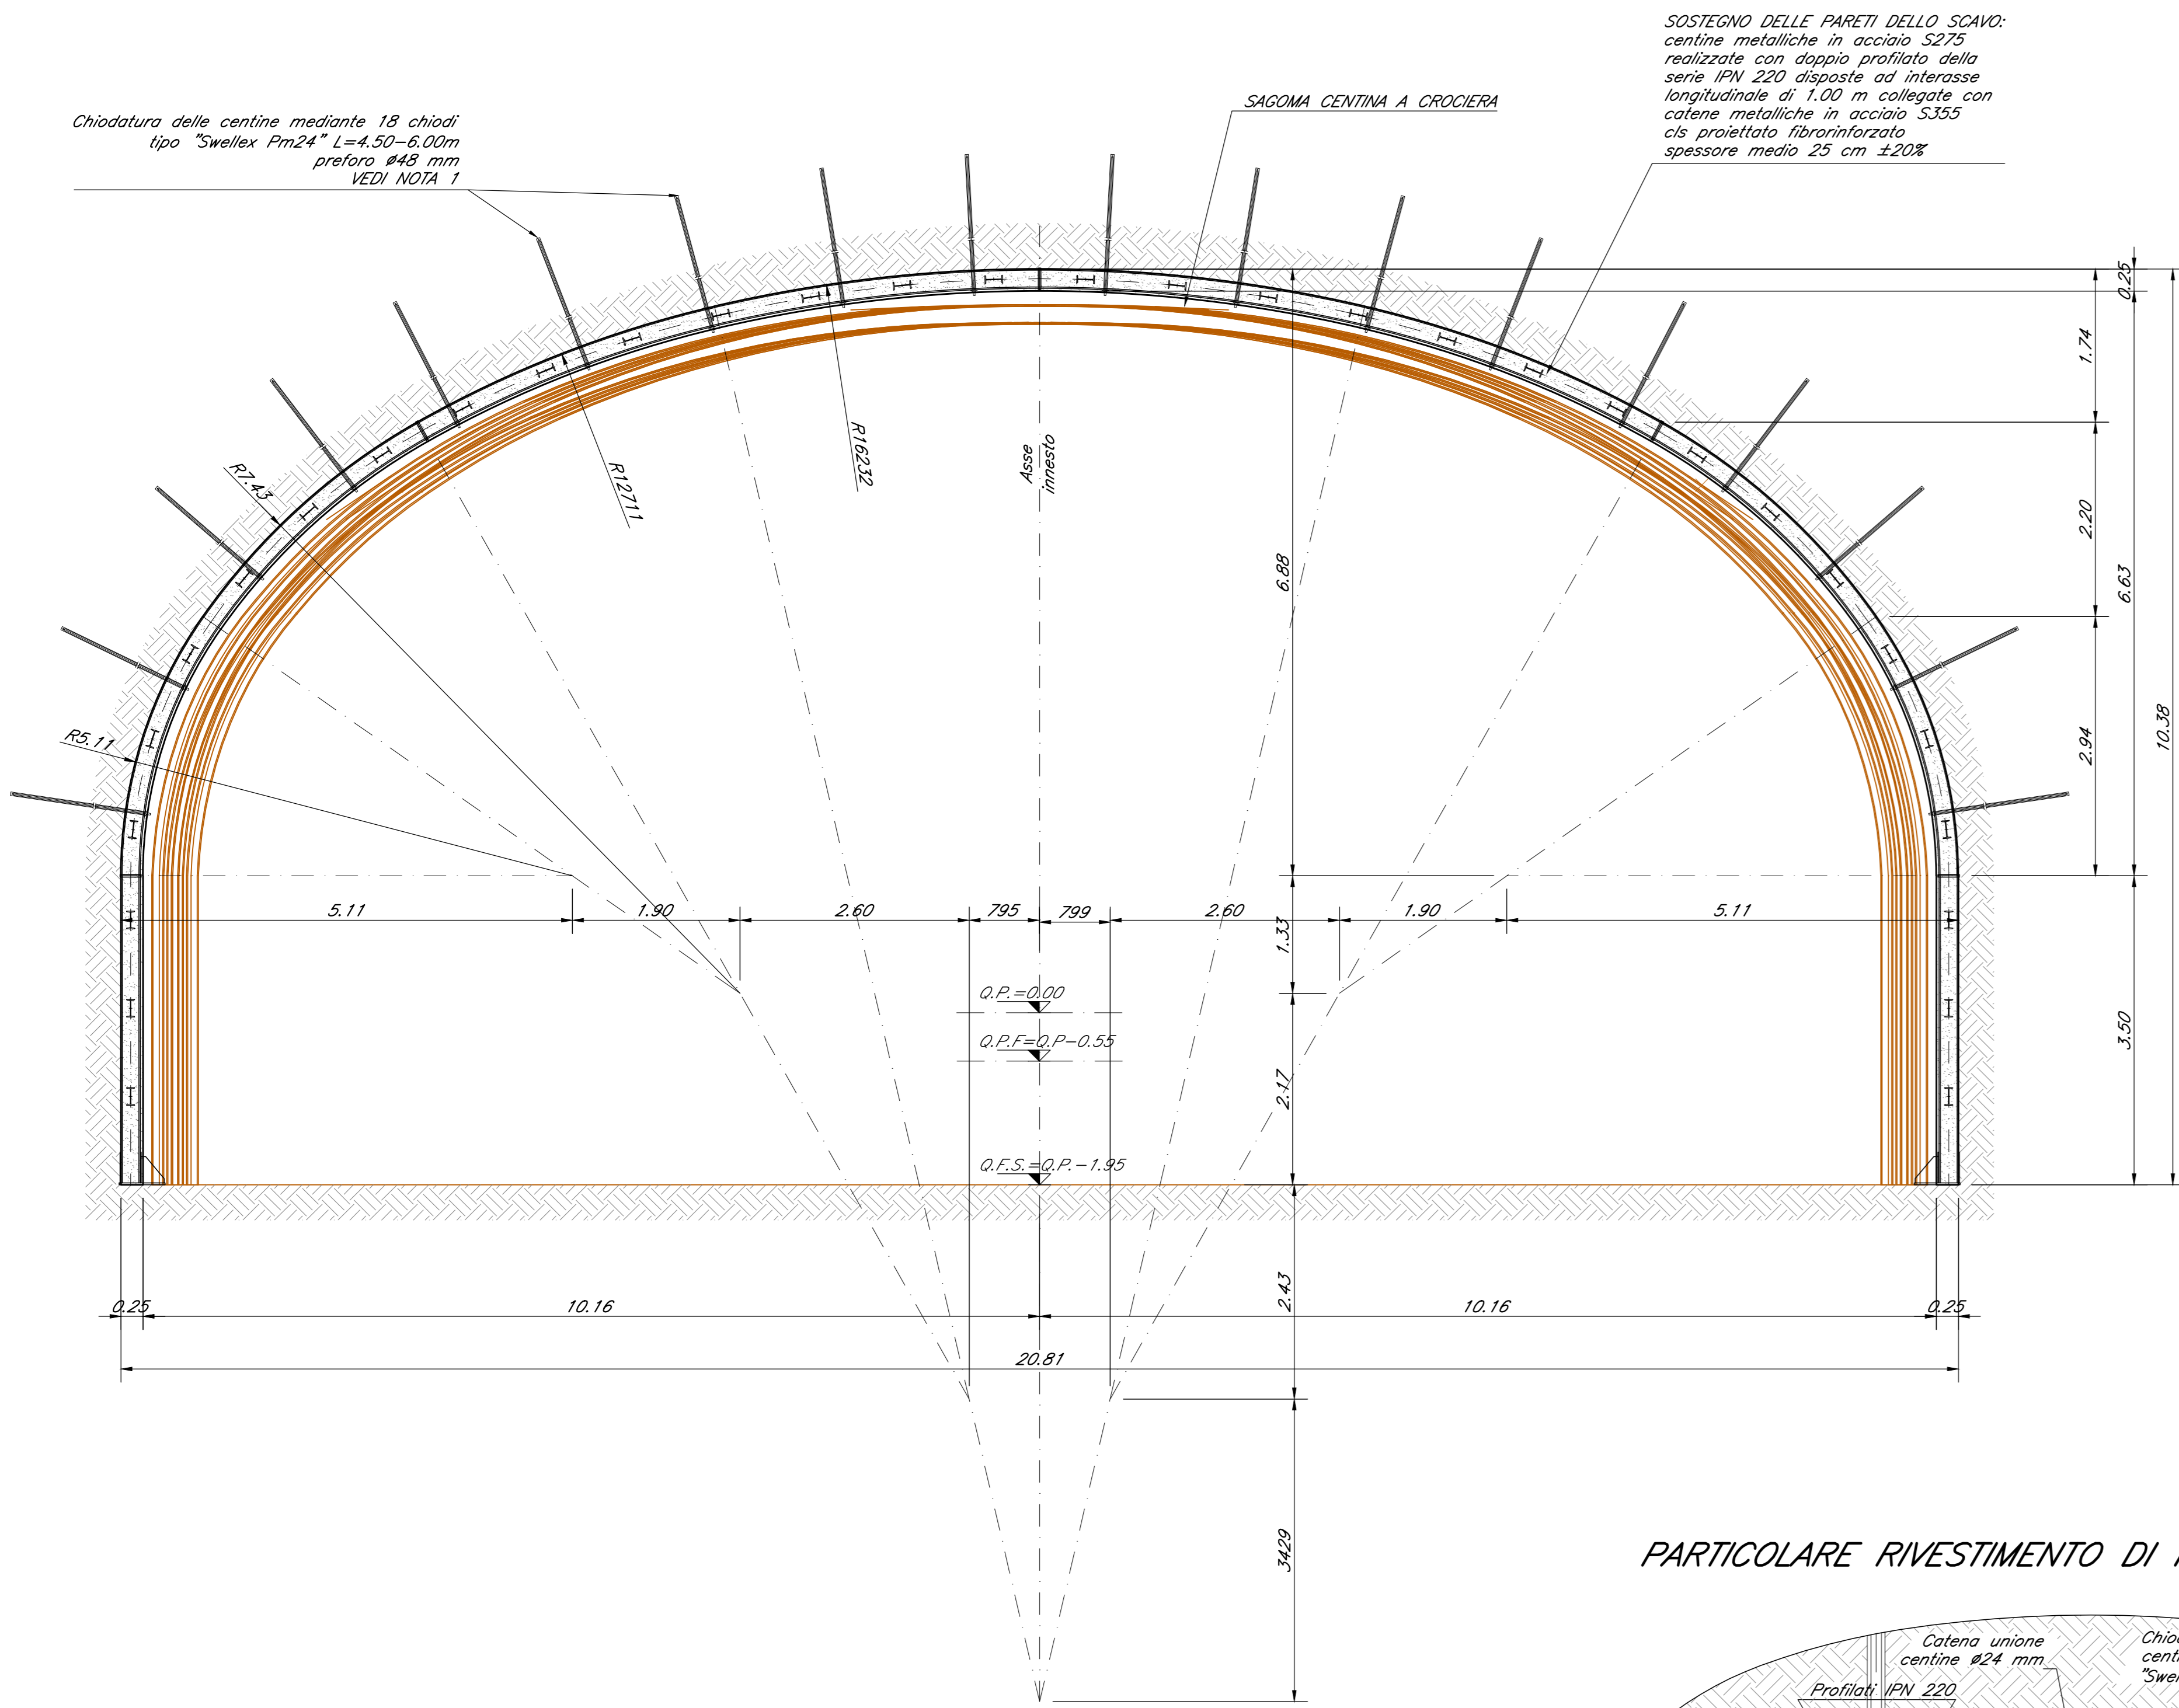 SOSTEGNO DELLE PARETI DELLO SCAVO:
centine metalliche in acciaio S275
realizzate con doppio profilato della
serie IPN 220 disposte ad interasse
longitudinale di 1.00 m collegate con
catene metalliche in acciaio S355
cls proiettato fibrorinforzato
spessore medio 25 cm ±20%
SAGOMA CENTINA A CROCIERA
Chiodatura delle centine mediante 18 chiodi
tipo "Swellex Pm24" L=4.50-6.00m
preforo ø48 mm
VEDI NOTA 1
0.25
1.74
R16232
R12711
R7.43
Asse
innesto
2.20
6.88
6.63
10.38
R5.11
2.94
5.11
1.90
2.60
795
799
2.60
1.90
5.11
1.33
Q.P.=0.00
Q.P.F=Q.P-0.55
3.50
2.17
Q.F.S.=Q.P.-1.95
2.43
0.25
10.16
10.16
0.25
20.81
3429
PARTICOLARE RIVESTIMENTO DI
Catena unione
centine ø24 mm
Profilati IPN 220
Chio
cent
"Swel